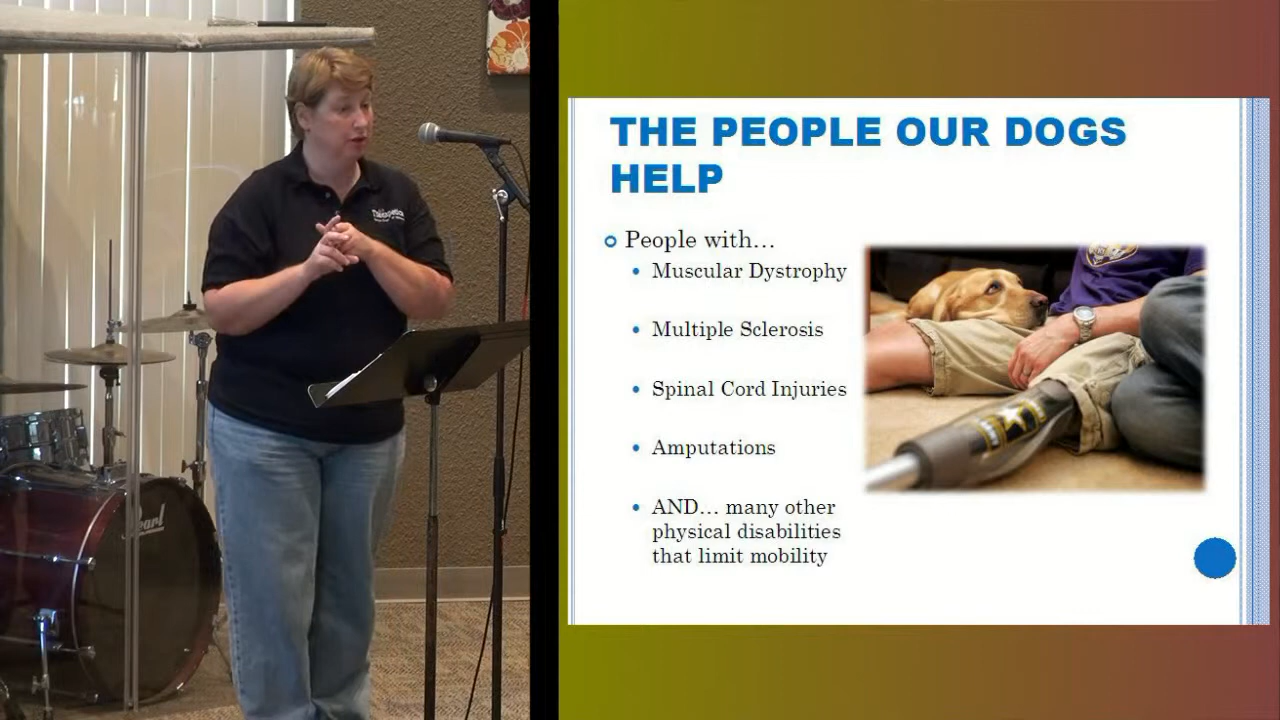 Therapetics
Pearl
THE PEOPLE OUR DOGS
HELP
People with…
Muscular Dystrophy
Multiple Sclerosis
Spinal Cord Injuries
Amputations
AND… many other
physical disabilities
that limit mobility